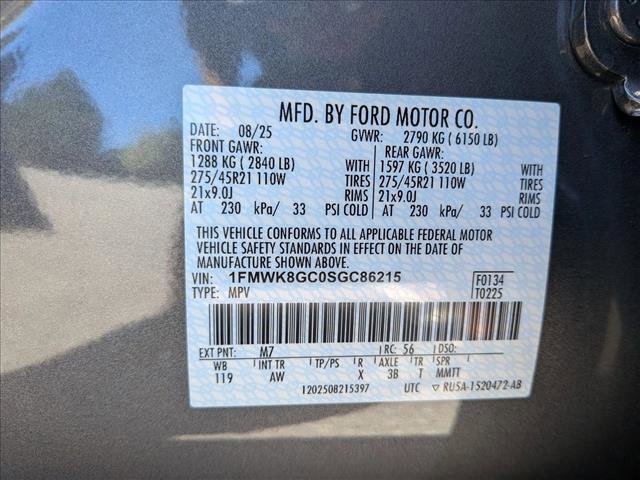 MFD. BY FORD MOTOR CO.
DATE: 08/25 GVWR: 2790 KG ( 6150 LB)
FRONT GAWR: REAR GAWR:
1288 KG ( 2840 LB) WITH 1597 KG ( 3520 LB) WITH
275/45R21 110W TIRES 275/45R21 110W TIRES
21x9.0J RIMS 21x9.0J RIMS
AT 230 kPa/ 33 PSI COLD AT 230 kPa/ 33 PSI COLD
THIS VEHICLE CONFORMS TO ALL APPLICABLE FEDERAL MOTOR
VEHICLE SAFETY STANDARDS IN EFFECT ON THE DATE OF
MANUFACTURE SHOWN ABOVE.
VIN: 1FMWK8GC0SGC86215 F0134
TYPE: MPV T0225
EXT PNT: M7 RC: 56 DSO:
WB INT TR TP/PS R AXLE TR SPR
119 AW X 3B T MMTT
1202508215397 UTC ▽ RU5A-1520472-AB